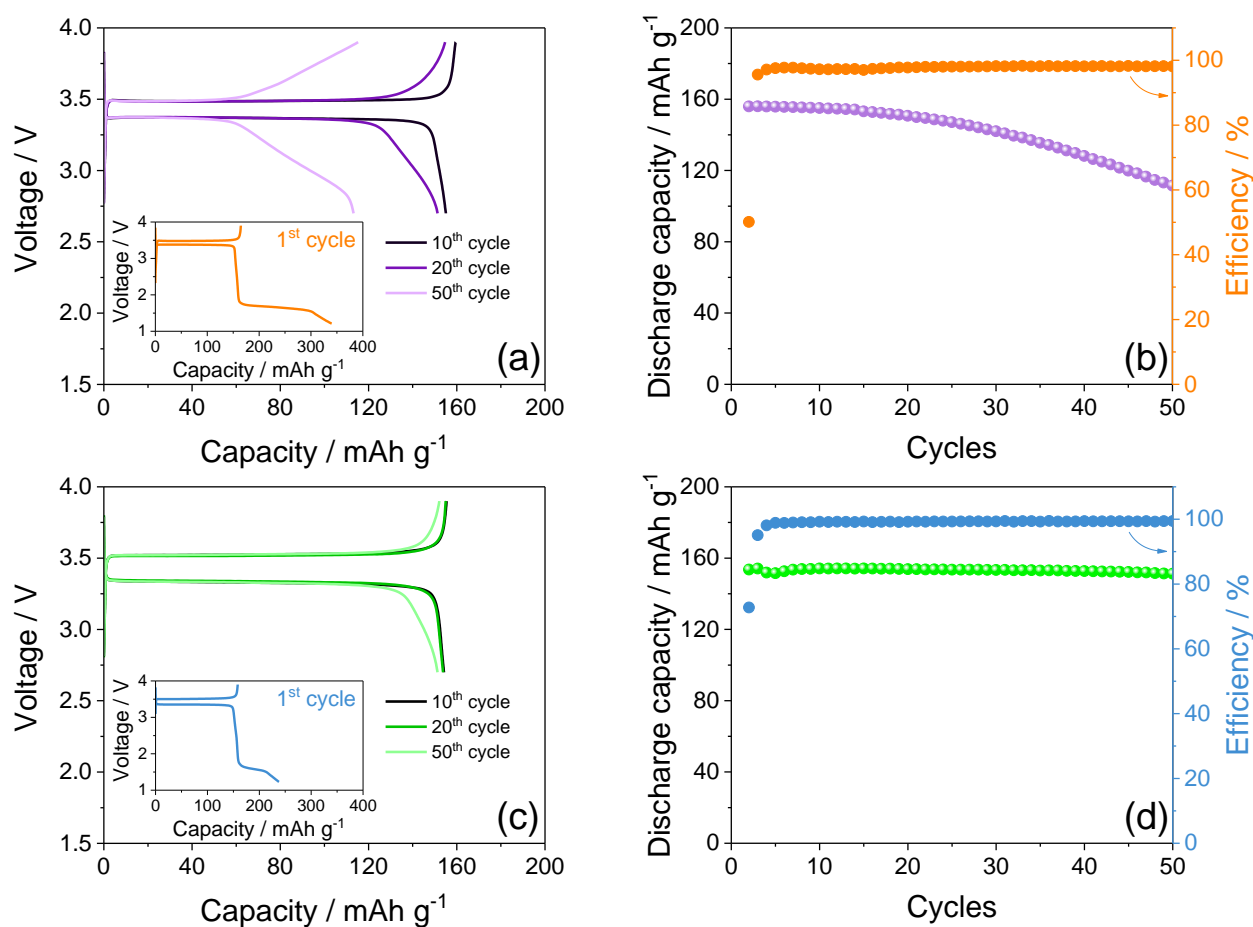 4.0
3.5
3.0
2.5
2.0
1.5
Voltage / V
0 40 80 120 160 200
Capacity / mAh g⁻¹
10ᵗʰ cycle
20ᵗʰ cycle
50ᵗʰ cycle
(a)
1ˢᵗ cycle
4
3
2
1
Voltage / V
0 100 200 300 400
Capacity / mAh g⁻¹
200
160
120
80
40
0
Discharge capacity / mAh g⁻¹
0 10 20 30 40 50
Cycles
100
80
60
40
20
0
Efficiency / %
(b)
4.0
3.5
3.0
2.5
2.0
1.5
Voltage / V
0 40 80 120 160 200
Capacity / mAh g⁻¹
10ᵗʰ cycle
20ᵗʰ cycle
50ᵗʰ cycle
(c)
1ˢᵗ cycle
4
3
2
1
Voltage / V
0 100 200 300 400
Capacity / mAh g⁻¹
200
160
120
80
40
0
Discharge capacity / mAh g⁻¹
0 10 20 30 40 50
Cycles
100
80
60
40
20
0
Efficiency / %
(d)